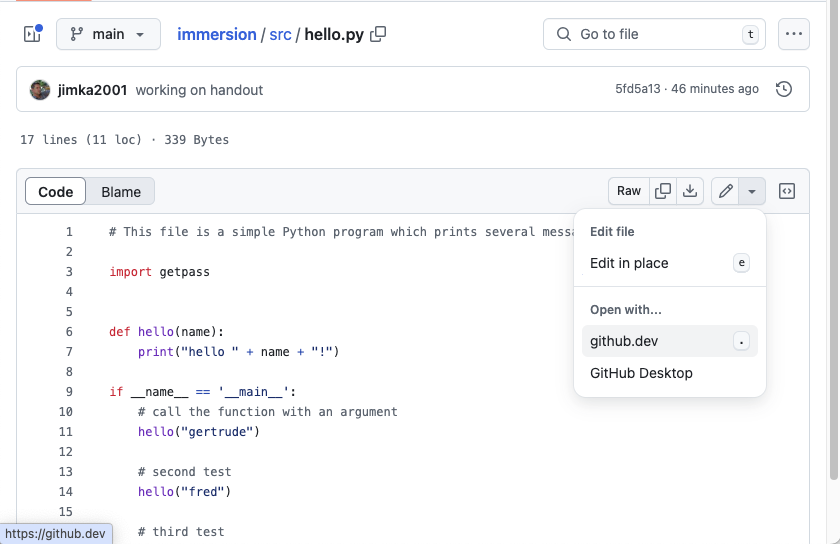 main
immersion / src / hello.py
Go to file
t
jimka2001 working on handout
5fd5a13 · 46 minutes ago
17 lines (11 loc) · 339 Bytes
Code
Blame
Raw
1 # This file is a simple Python program which prints several
2
3 import getpass
4
5
6 def hello(name):
7 print("hello " + name + "!")
8
9 if __name__ == '__main__':
10 # call the function with an argument
11 hello("gertrude")
12
13 # second test
14 hello("fred")
15
# third test
Edit file
Edit in place e
Open with...
github.dev .
GitHub Desktop
https://github.dev